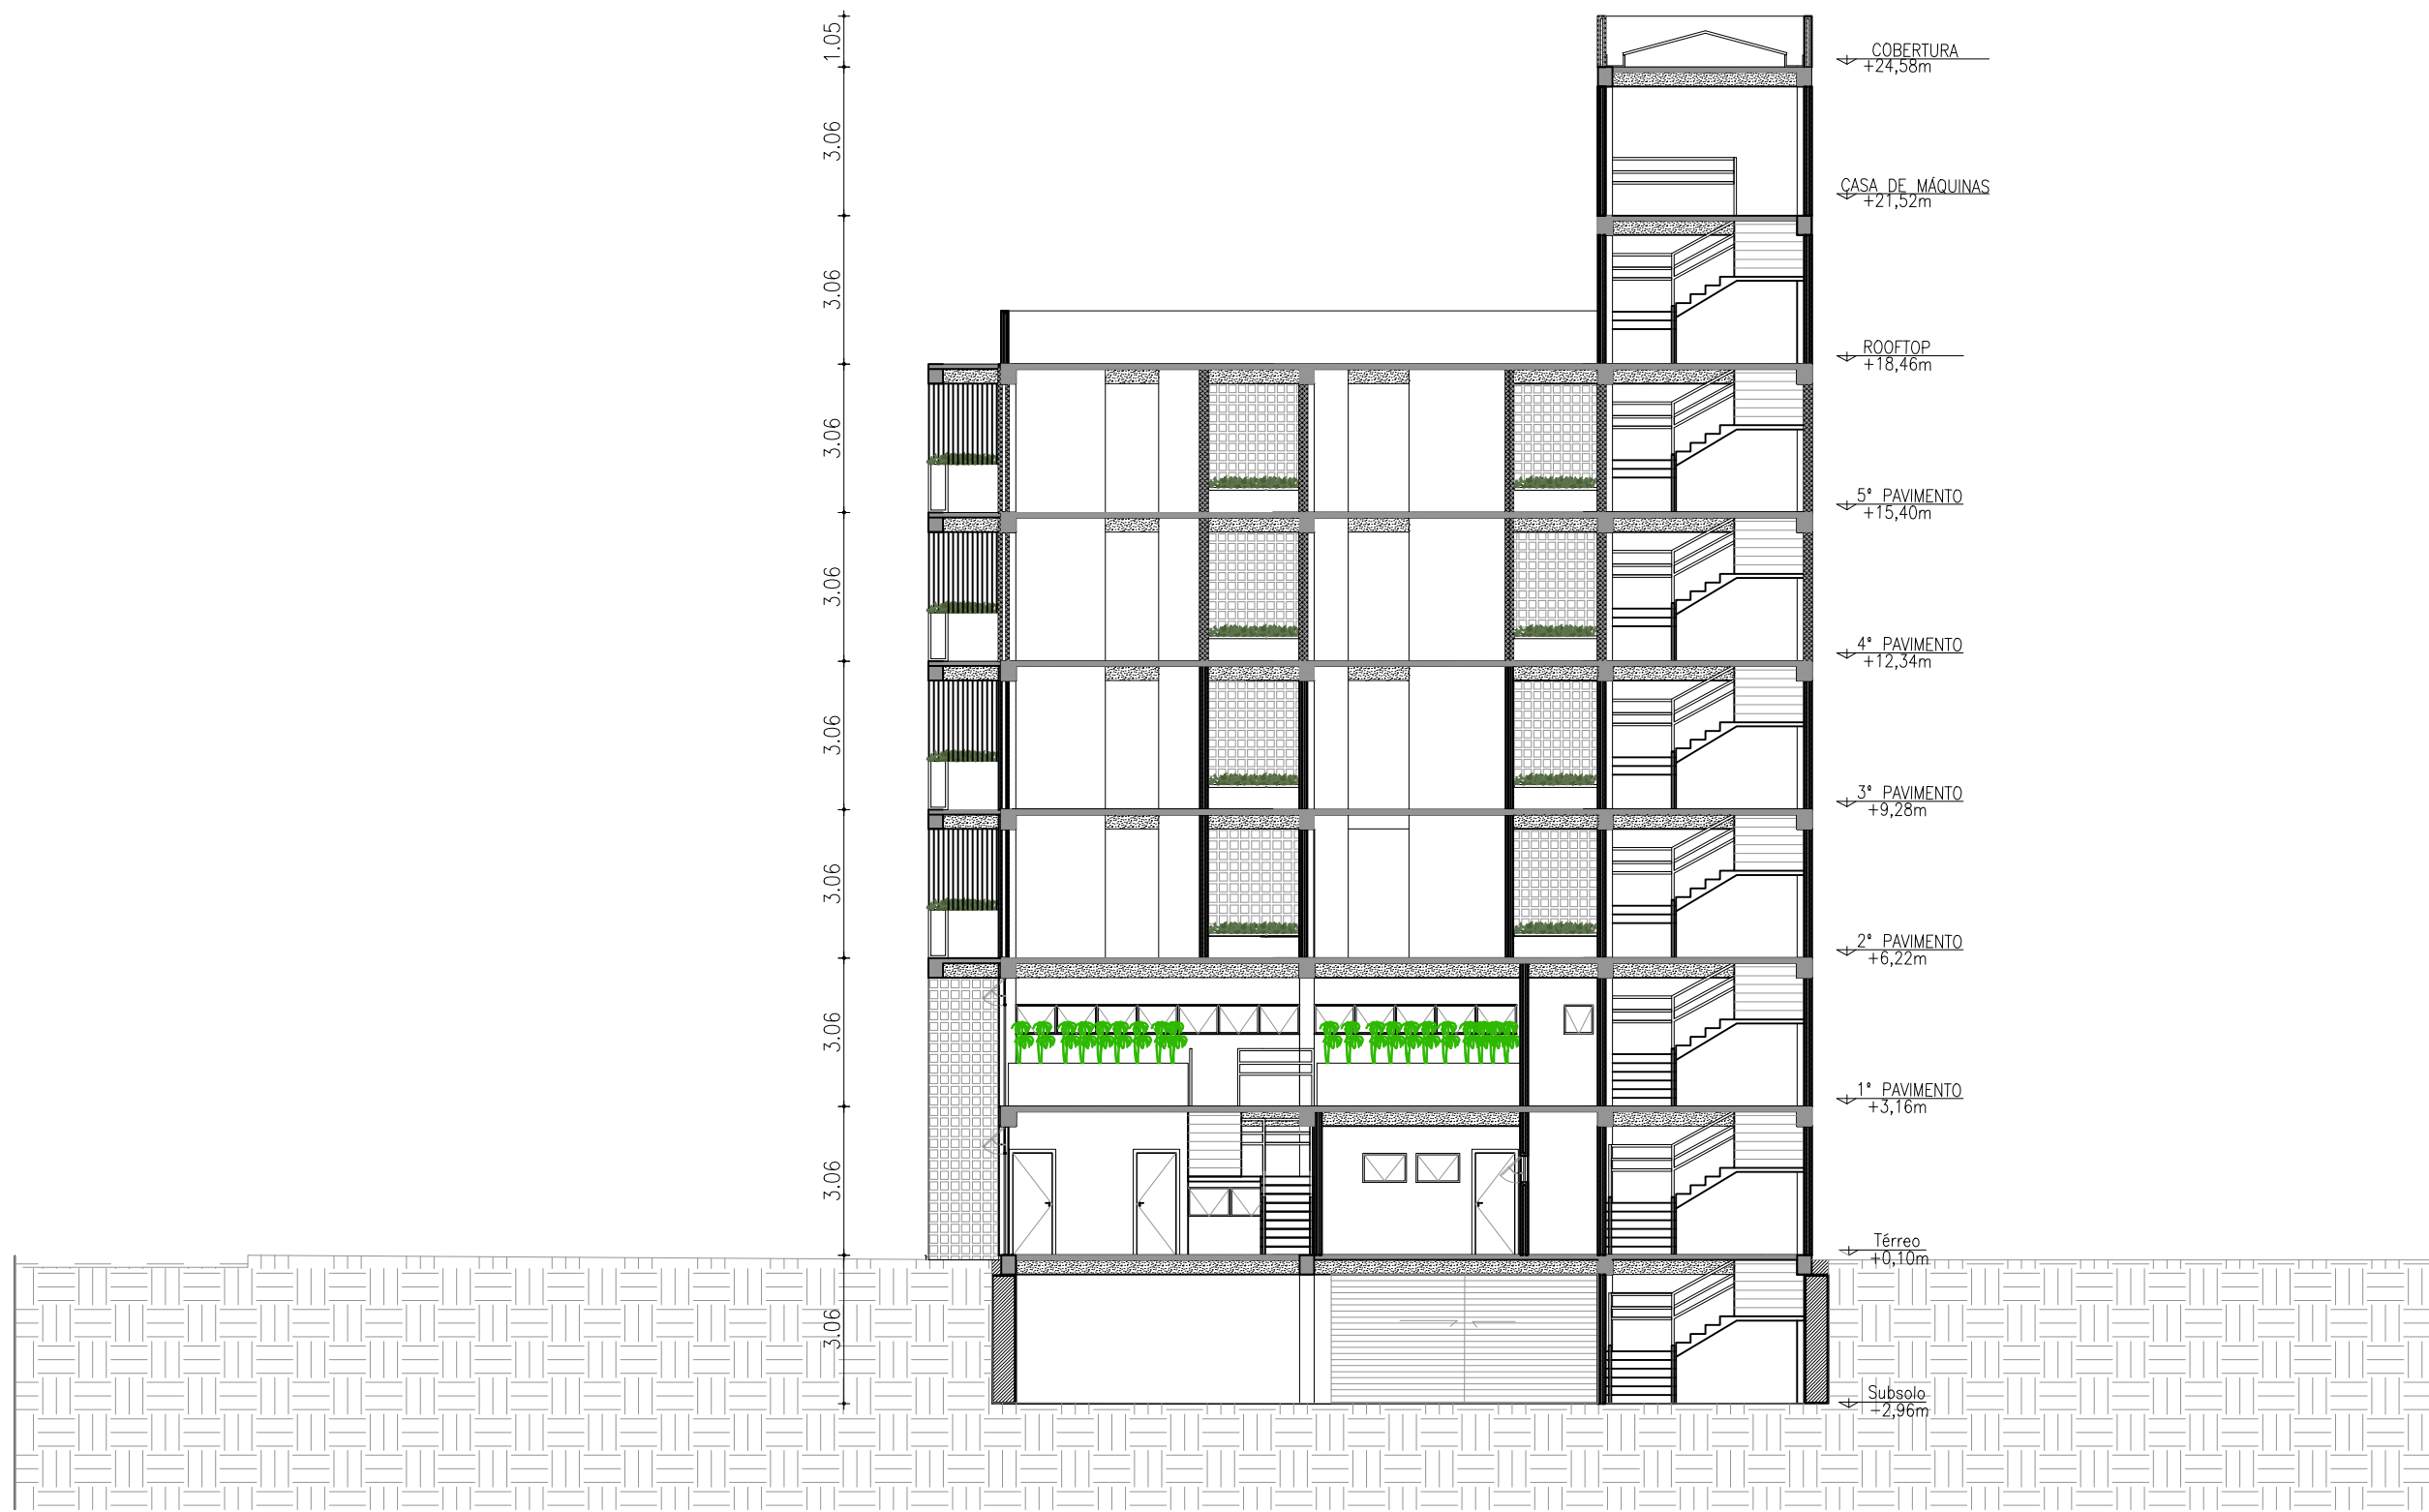 1.05
3.06
3.06
3.06
3.06
3.06
3.06
3.06
3.06
3.06
COBERTURA
+24,58m
CASA DE MÁQUINAS
+21,52m
ROOFTOP
+18,46m
5° PAVIMENTO
+15,40m
4° PAVIMENTO
+12,34m
3° PAVIMENTO
+9,28m
2° PAVIMENTO
+6,22m
1° PAVIMENTO
+3,16m
Térreo
+0,10m
Subsolo
+2,96m